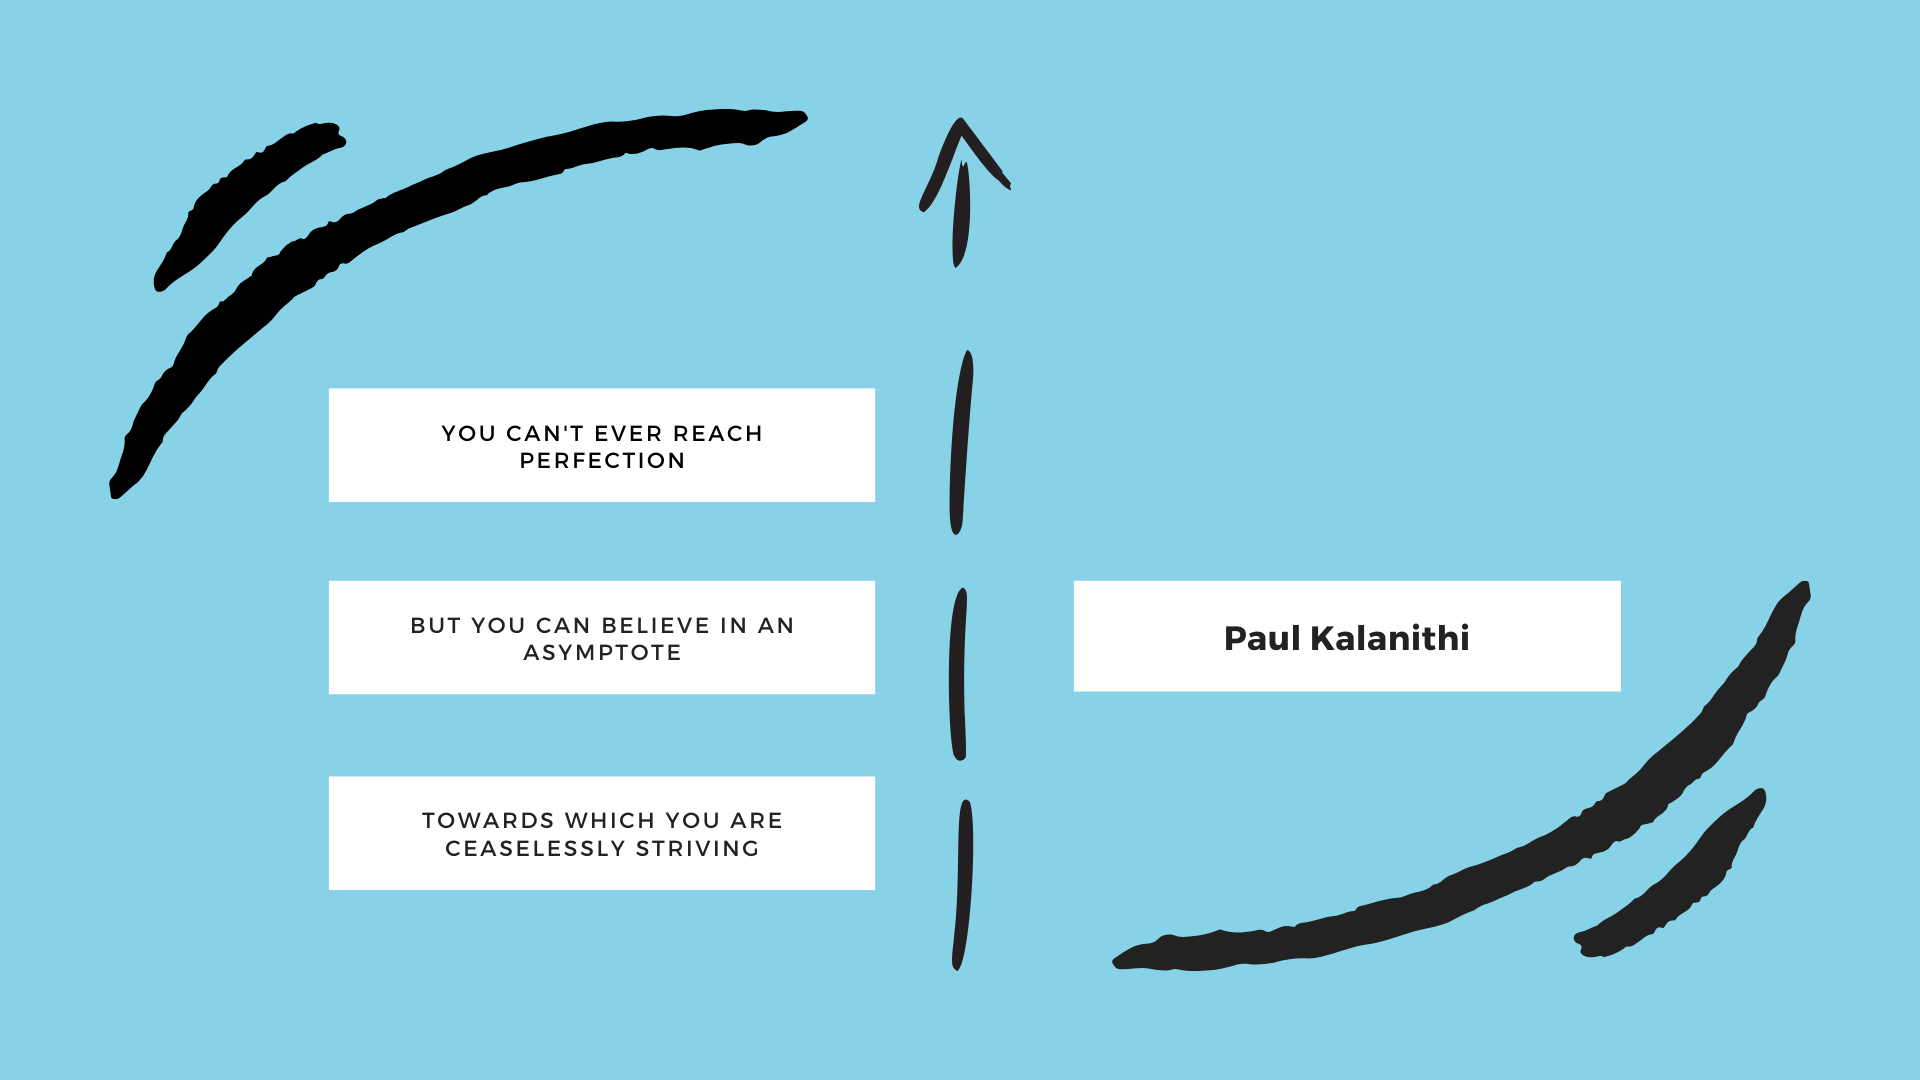 YOU CAN'T EVER REACH
PERFECTION
BUT YOU CAN BELIEVE IN AN
ASYMPTOTE
TOWARDS WHICH YOU ARE
CEASELESSLY STRIVING
Paul Kalanithi